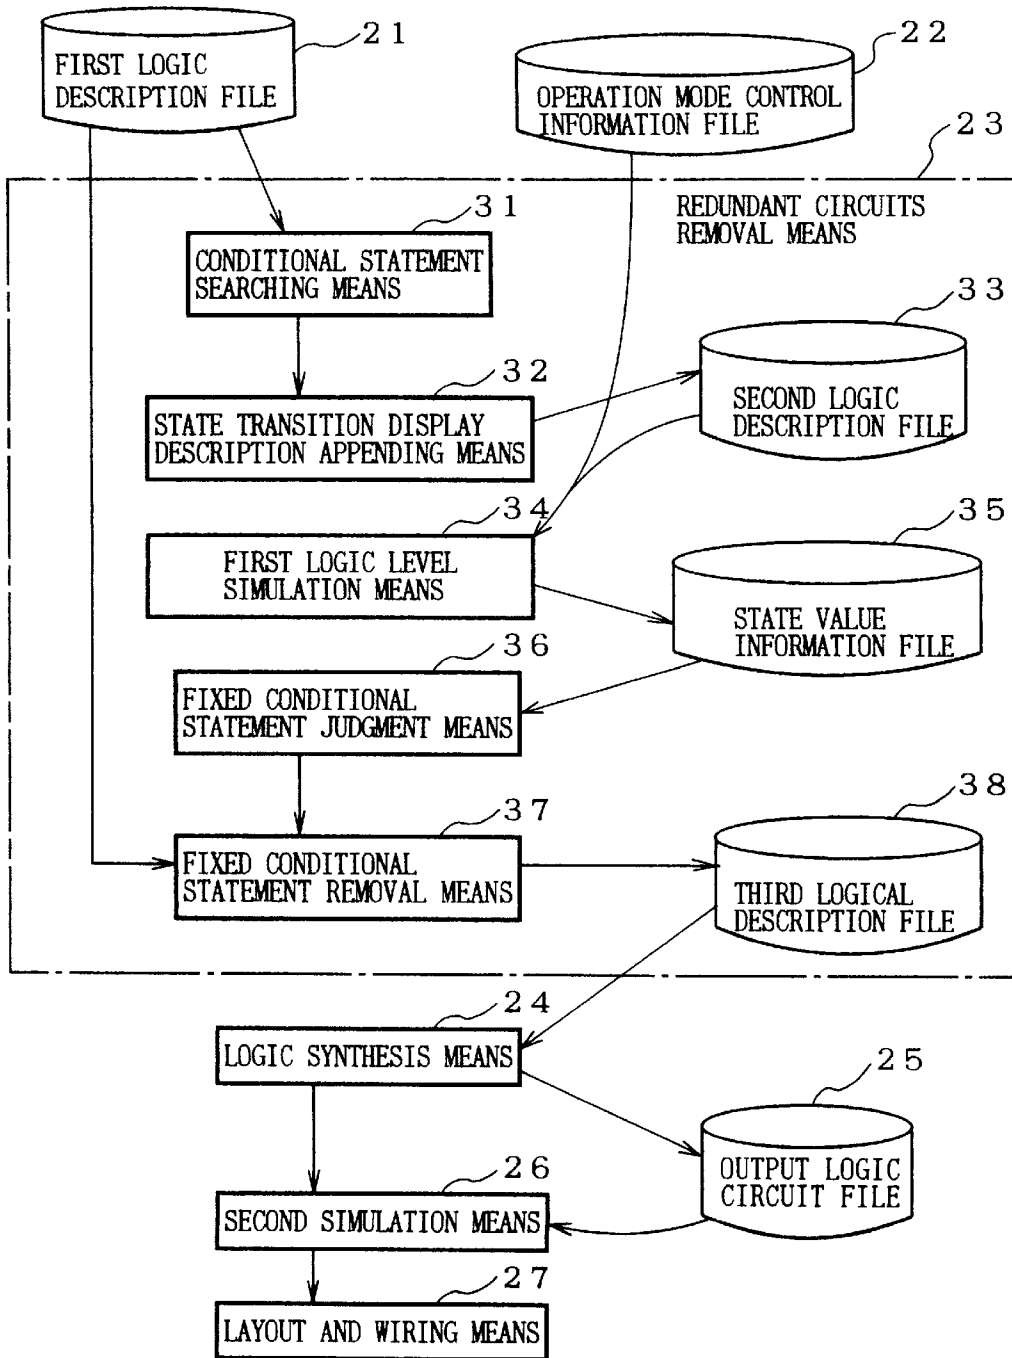 21
FIRST LOGIC
DESCRIPTION FILE
22
OPERATION MODE CONTROL
INFORMATION FILE
23
REDUNDANT CIRCUITS
REMOVAL MEANS
31
CONDITIONAL STATEMENT
SEARCHING MEANS
33
SECOND LOGIC
DESCRIPTION FILE
32
STATE TRANSITION DISPLAY
DESCRIPTION APPENDING MEANS
34
FIRST LOGIC LEVEL
SIMULATION MEANS
35
STATE VALUE
INFORMATION FILE
36
FIXED CONDITIONAL
STATEMENT JUDGMENT MEANS
37
FIXED CONDITIONAL
STATEMENT REMOVAL MEANS
38
THIRD LOGICAL
DESCRIPTION FILE
24
LOGIC SYNTHESIS MEANS
25
OUTPUT LOGIC
CIRCUIT FILE
26
SECOND SIMULATION MEANS
27
LAYOUT AND WIRING MEANS